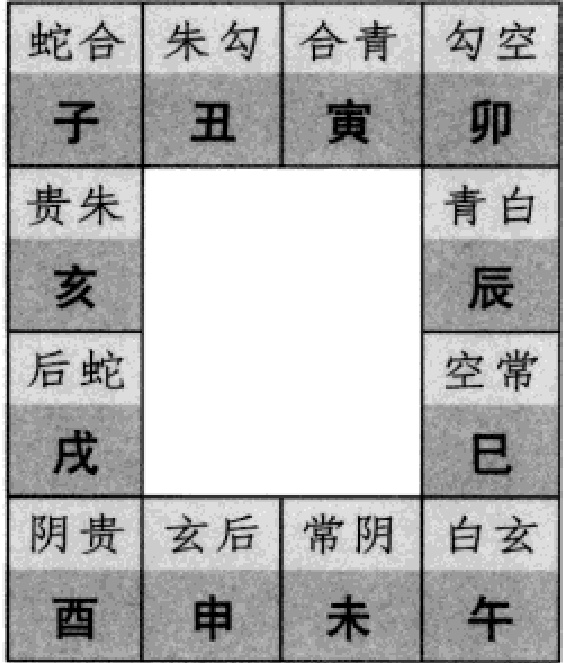 蛇合 朱勾 合青 勾空
子 丑 寅 卯
贵朱 青白
亥 辰
后蛇 空常
戌 巳
阴贵 玄后 常阴 白玄
酉 申 未 午